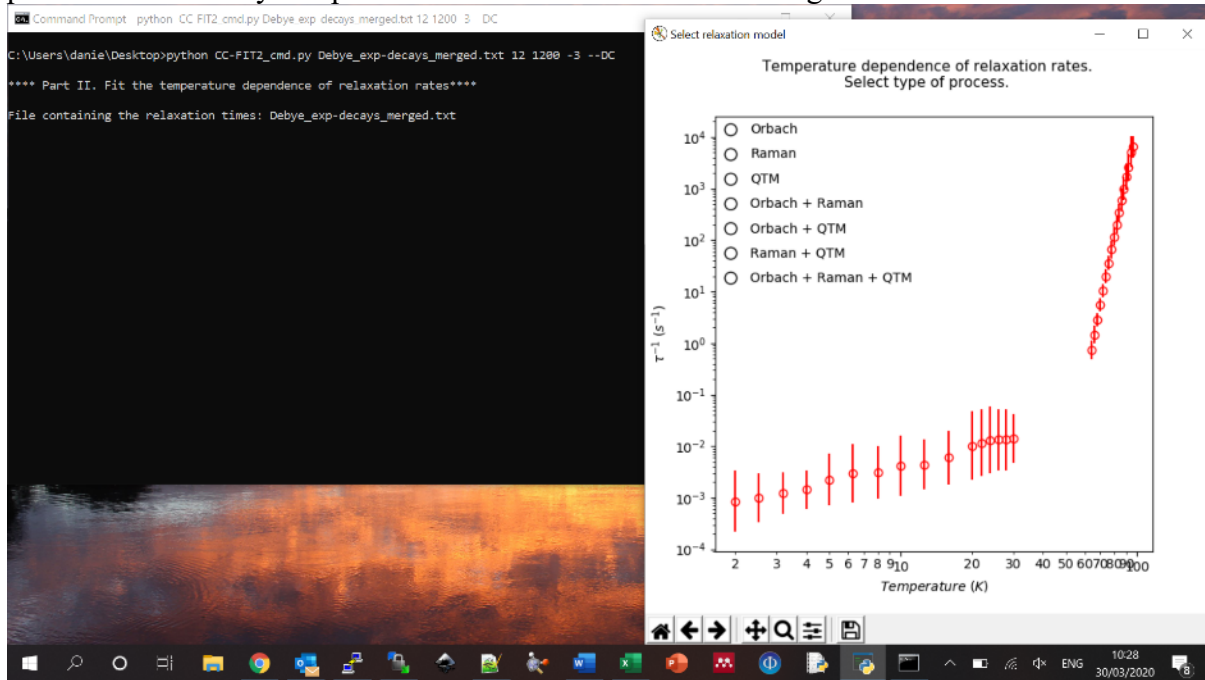 Command Prompt python CC FIT2 cmd.py Debye exp decays merged.txt 12 1200 3 DC
C:\Users\danie\Desktop>python CC-FIT2_cmd.py Debye_exp-decays_merged.txt 12 1200 -3 --DC
**** Part II. Fit the temperature dependence of relaxation rates****
File containing the relaxation times: Debye_exp-decays_merged.txt
Select relaxation model
Temperature dependence of relaxation rates.
Select type of process.
Orbach
Raman
QTM
Orbach + Raman
Orbach + QTM
Raman + QTM
Orbach + Raman + QTM
10⁴
10³
10²
10¹
10⁰
10⁻¹
10⁻²
10⁻³
10⁻⁴
τ⁻¹ (s⁻¹)
2 3 4 5 6 7 8 9 10 20 30 40 50 60 70 80 90 100
Temperature (K)
ENG
10:28
30/03/2020
8